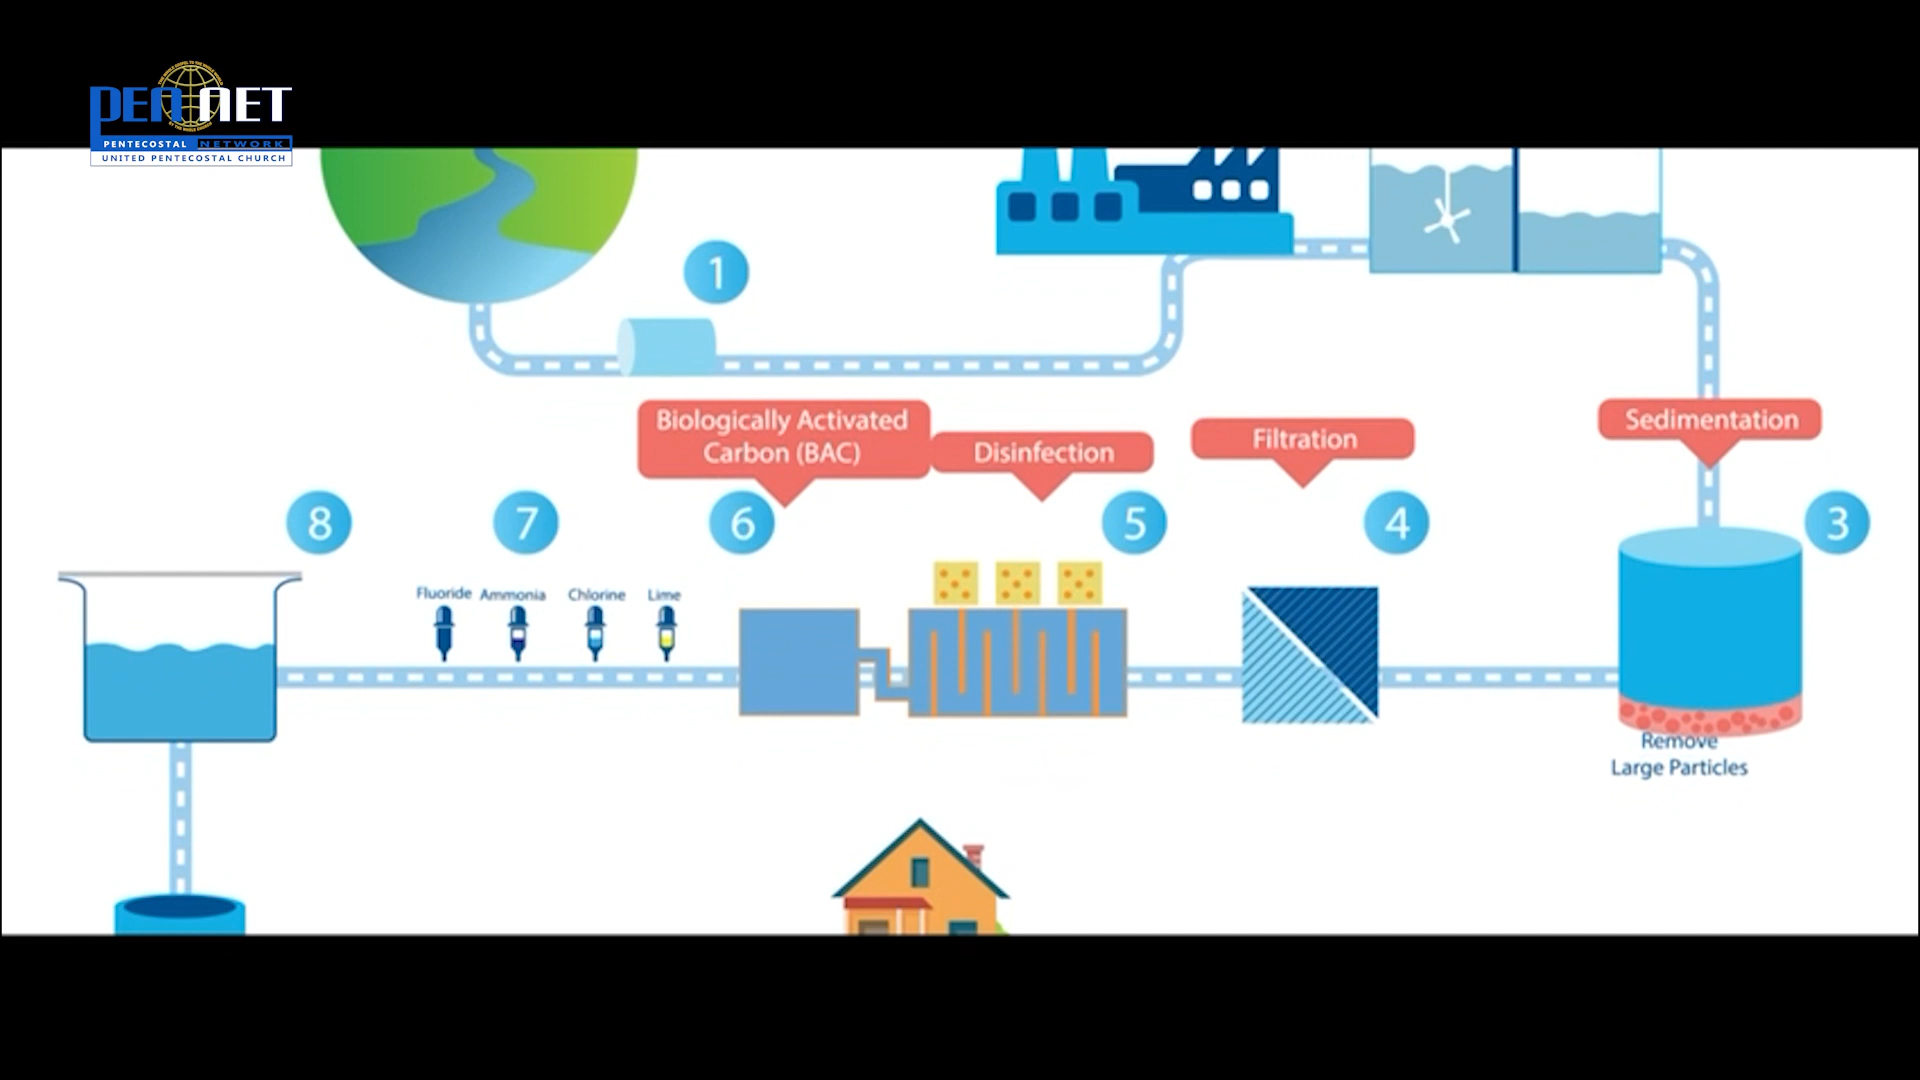 PENNET
PENTECOSTAL NETWORK
UNITED PENTECOSTAL CHURCH
1
Biologically Activated
Carbon (BAC)
Disinfection
Filtration
Sedimentation
8
7
6
5
4
3
Fluoride
Ammonia
Chlorine
Lime
Remove
Large Particles